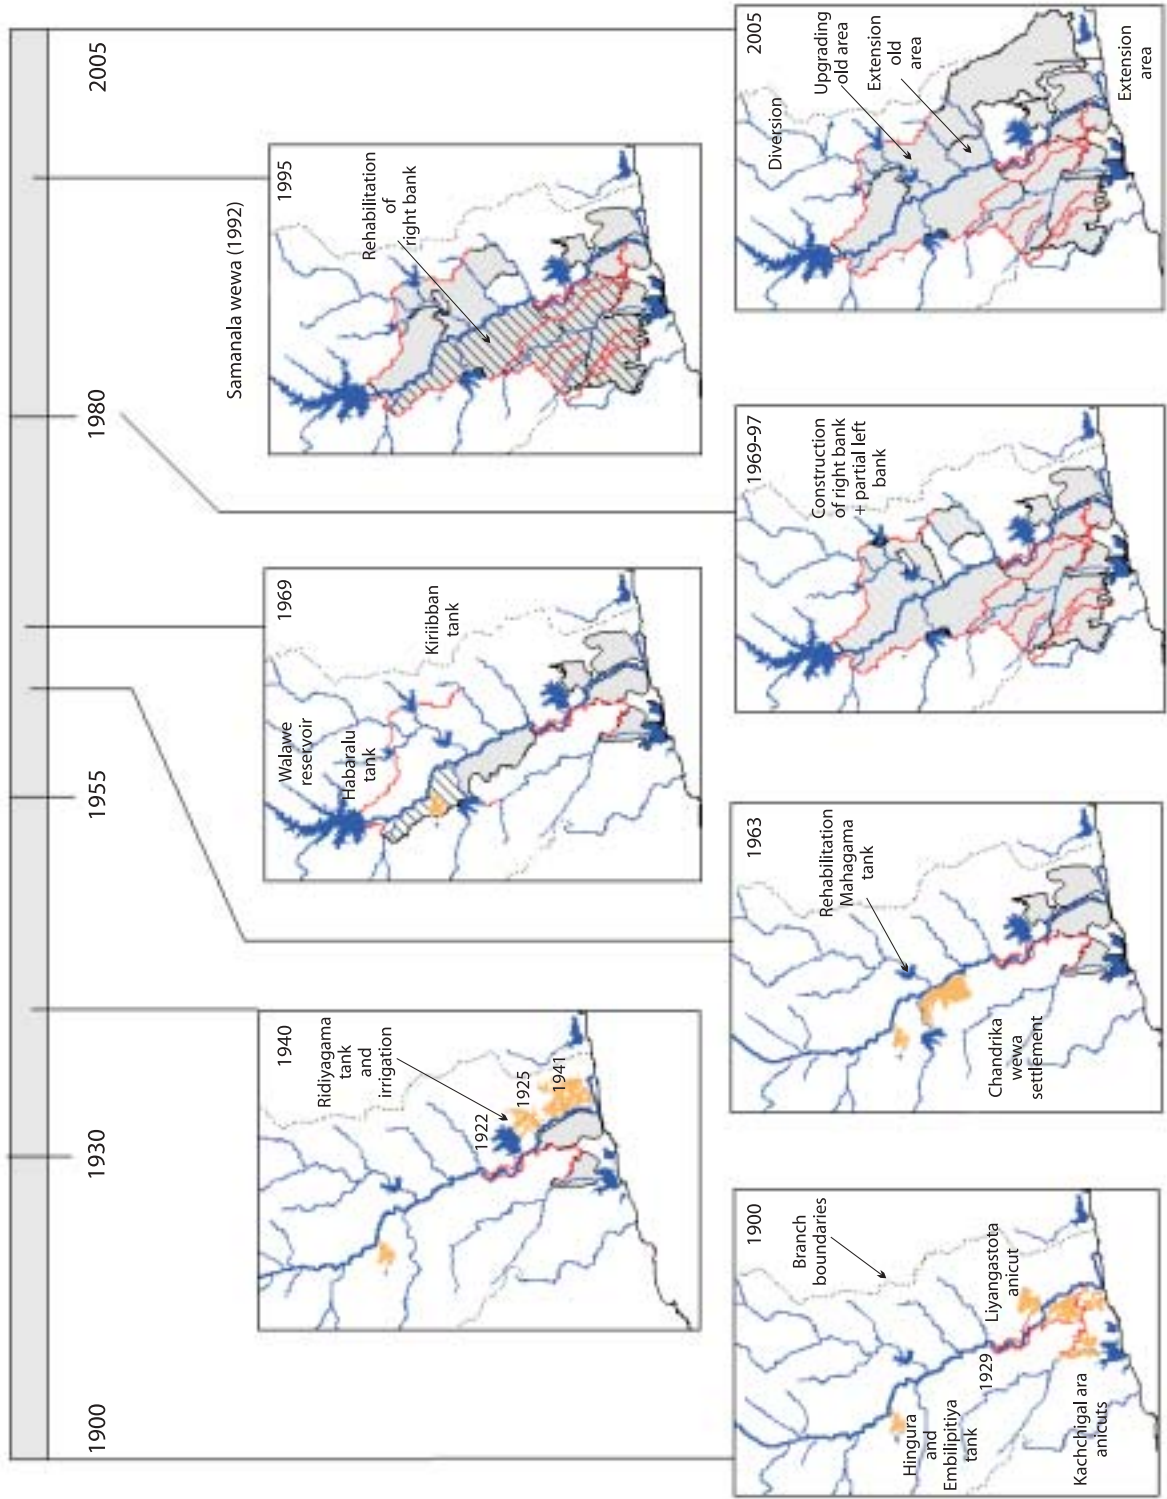 1900
1930
1955
1980
2005
1940
Ridiyagama
tank
and
irrigation
1922
1925
1941
1969
Walawe
reservoir
Habaralu
tank
Kiriibban
tank
Samanala wewa (1992)
1995
Rehabilitation
of
right bank
1900
Branch
boundaries
Liyangastota
anicut
1929
Hingura
and
Embilipitiya
tank
Kachchigal ara
anicuts
1963
Rehabilitation
Mahagama
tank
Chandrika
wewa
settlement
1969-97
Construction
of right bank
+ partial left
bank
2005
Diversion
Upgrading
old area
Extension
old
area
Extension
area